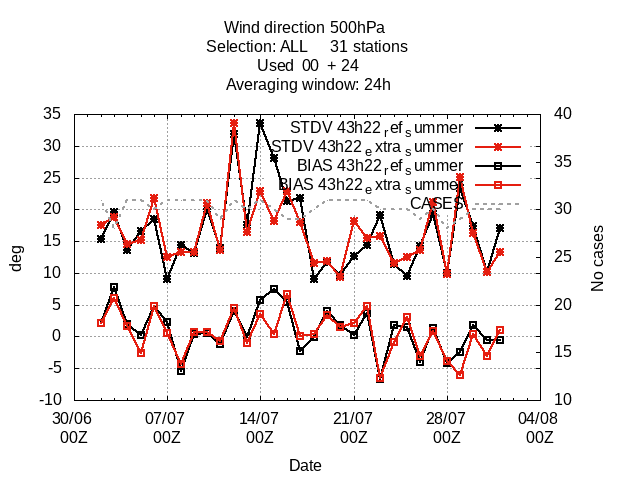 Wind direction 500hPa
Selection: ALL 31 stations
Used 00 + 24
Averaging window: 24h
35 40
STDV 43h22_ref_summer
STDV 43h22_extra_summer
BIAS 43h22_ref_summer
BIAS 43h22_extra_summer
CASES
30 35
25
20 30
15
10 25
5 20
0
-5 15
-10 10
deg
No cases
30/06 07/07 14/07 21/07 28/07 04/08
00Z 00Z 00Z 00Z 00Z 00Z
Date